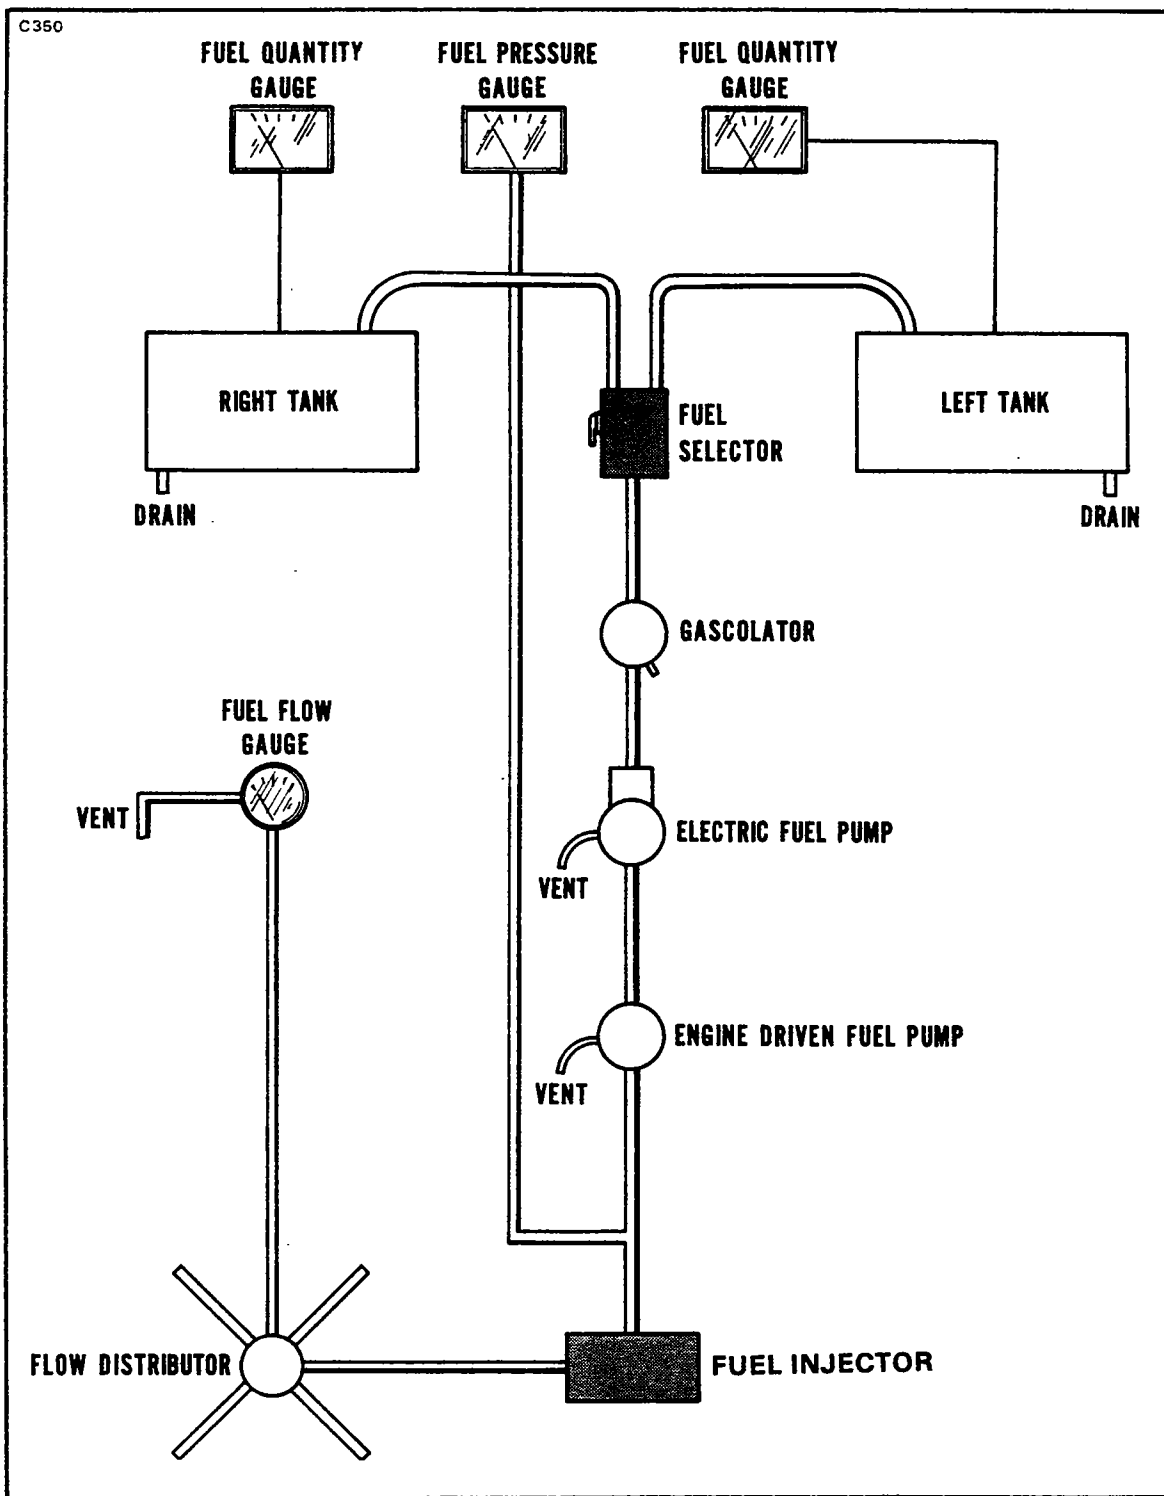 C350
FUEL QUANTITY
GAUGE
FUEL PRESSURE
GAUGE
FUEL QUANTITY
GAUGE
RIGHT TANK
FUEL
SELECTOR
LEFT TANK
DRAIN
DRAIN
GASCOLATOR
FUEL FLOW
GAUGE
VENT
ELECTRIC FUEL PUMP
VENT
ENGINE DRIVEN FUEL PUMP
VENT
FLOW DISTRIBUTOR
FUEL INJECTOR